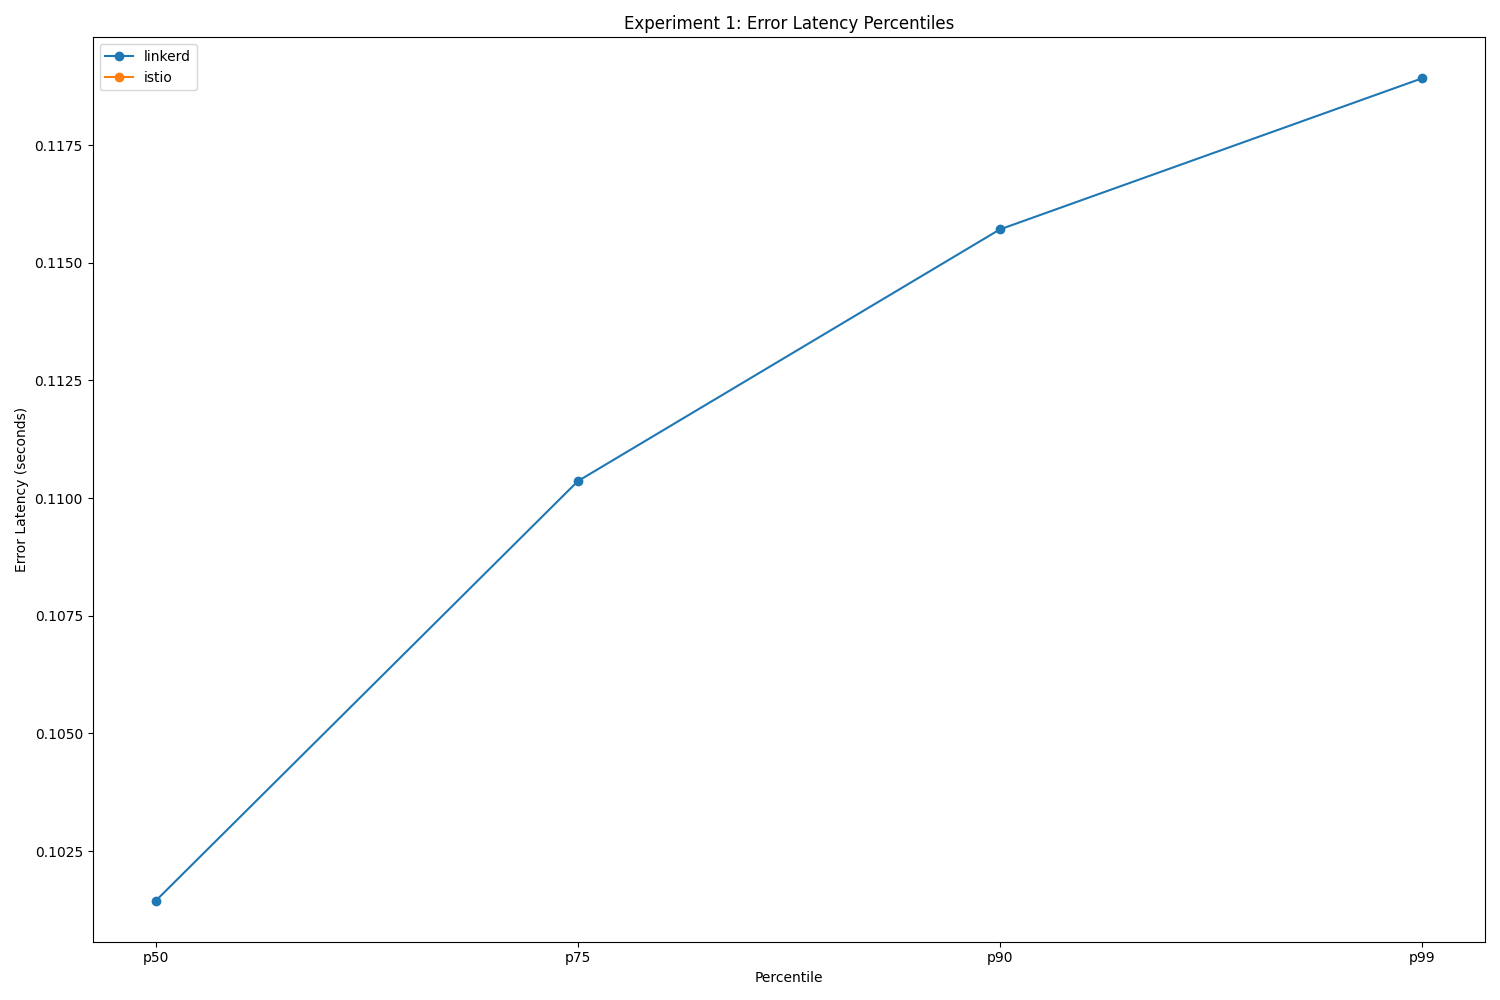 Experiment 1: Error Latency Percentiles
linkerd
istio
0.1175
0.1150
0.1125
0.1100
0.1075
0.1050
0.1025
Error Latency (seconds)
p50 p75 p90 p99
Percentile